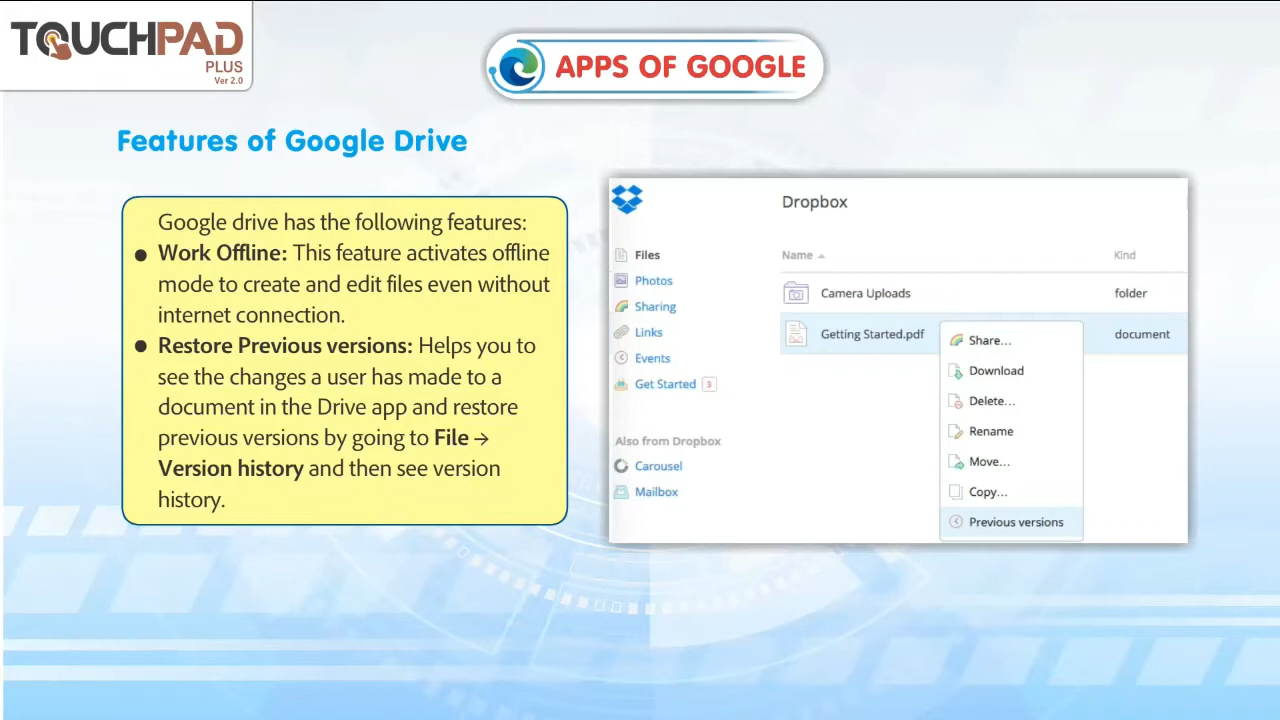 TOUCHPAD
PLUS
Ver 2.0
APPS OF GOOGLE
Features of Google Drive
Google drive has the following features:
● Work Offline: This feature activates offline
mode to create and edit files even without
internet connection.
● Restore Previous versions: Helps you to
see the changes a user has made to a
document in the Drive app and restore
previous versions by going to File →
Version history and then see version
history.
Dropbox
Files
Photos
Sharing
Links
Events
Get Started 3
Also from Dropbox
Carousel
Mailbox
Name Kind
Camera Uploads folder
Getting Started.pdf document
Share...
Download
Delete...
Rename
Move...
Copy...
Previous versions